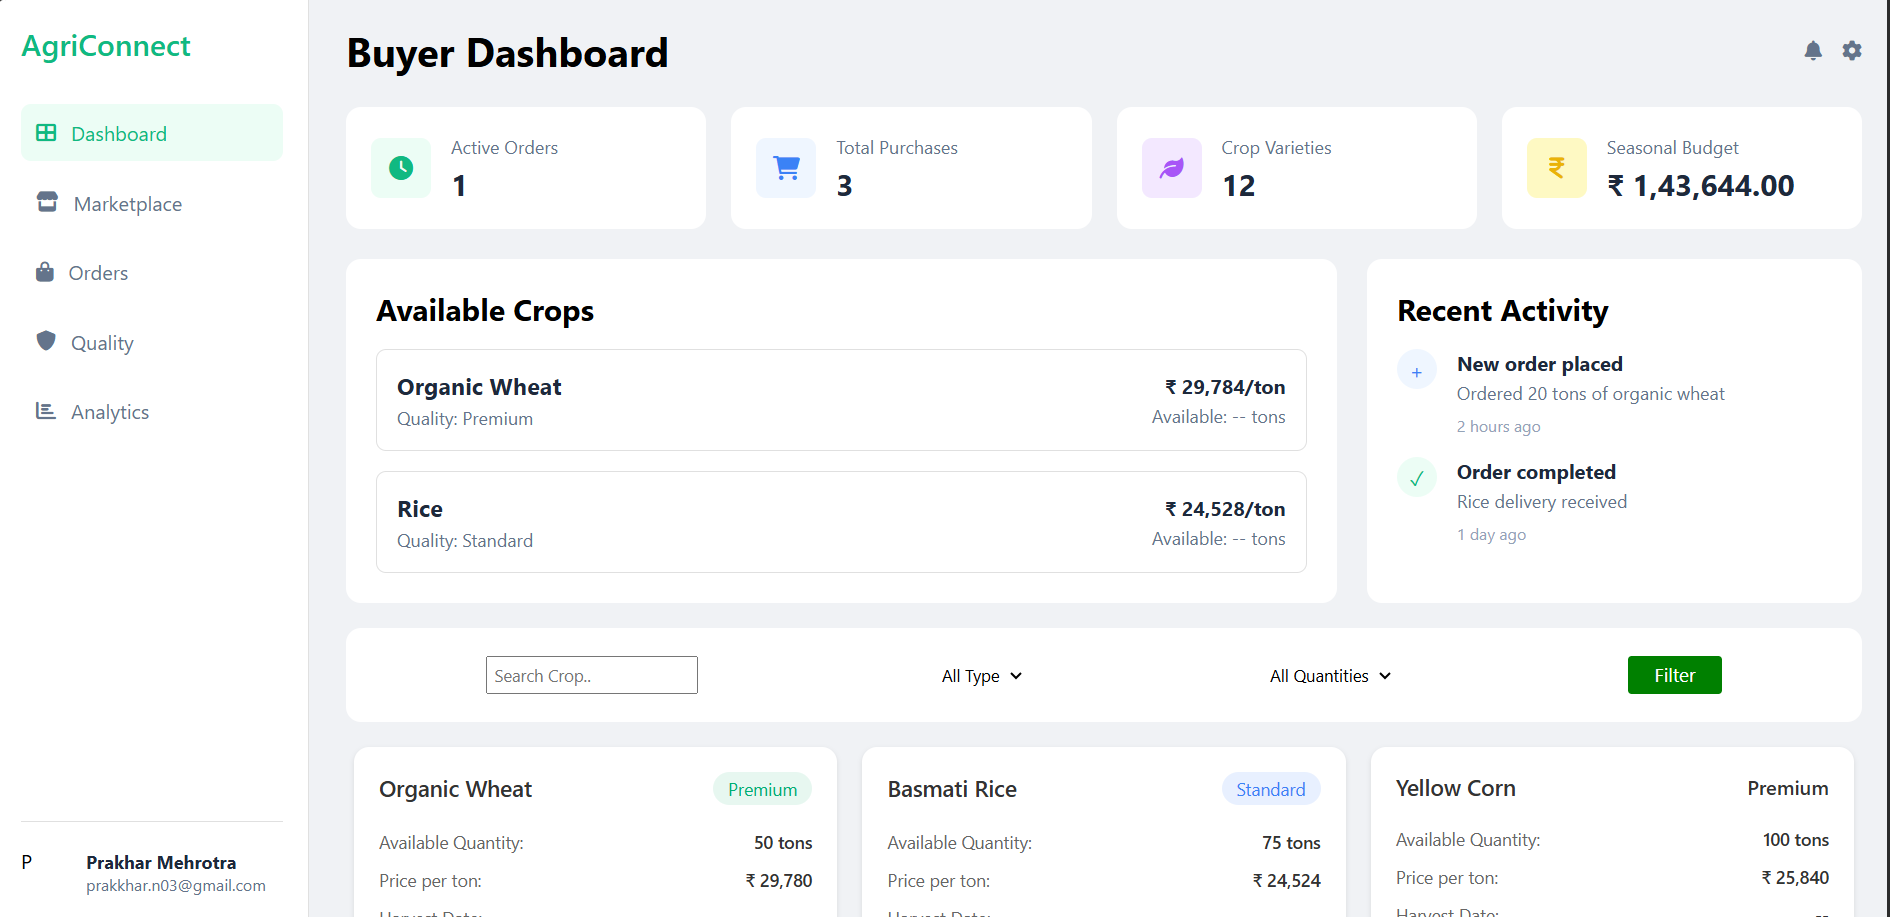 AgriConnect
Dashboard
Marketplace
Orders
Quality
Analytics
P
Prakhar Mehrotra
prakkhar.n03@gmail.com
Buyer Dashboard
Active Orders
1
Total Purchases
3
Crop Varieties
12
Seasonal Budget
₹ 1,43,644.00
Available Crops
Organic Wheat
₹ 29,784/ton
Quality: Premium
Available: -- tons
Rice
₹ 24,528/ton
Quality: Standard
Available: -- tons
Recent Activity
New order placed
Ordered 20 tons of organic wheat
2 hours ago
Order completed
Rice delivery received
1 day ago
Search Crop..
All Type
All Quantities
Filter
Organic Wheat
Premium
Available Quantity:
50 tons
Price per ton:
₹ 29,780
Harvest Date:
Basmati Rice
Standard
Available Quantity:
75 tons
Price per ton:
₹ 24,524
Harvest Date:
Yellow Corn
Premium
Available Quantity:
100 tons
Price per ton:
₹ 25,840
Harvest Date:
--